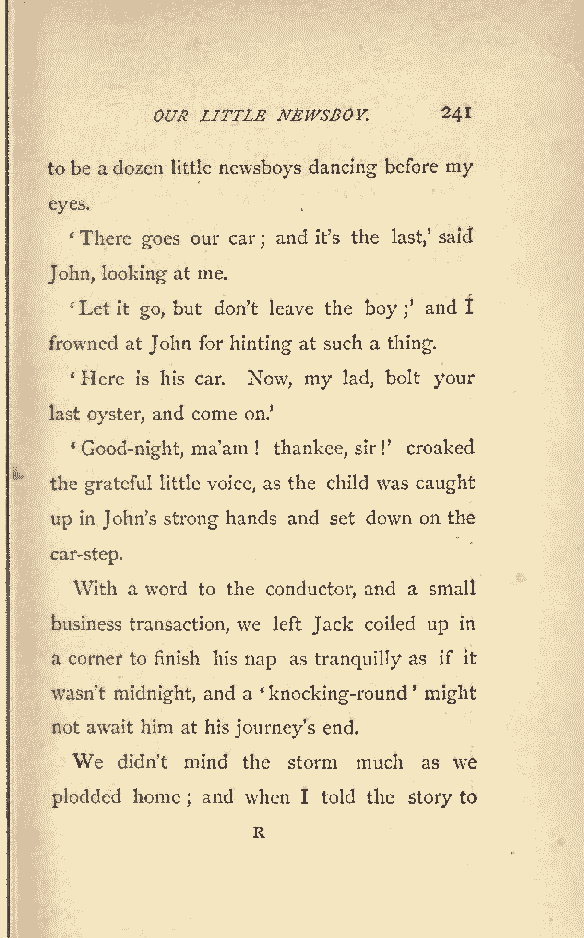 OUR LITTLE NEWSBOY. 241
to be a dozen little newsboys dancing before my
eyes.
‘There goes our car; and it’s the last,’ said
John, looking at me.
‘Let it go, but don’t leave the boy;’ and I
frowned at John for hinting at such a thing.
‘Here is his car. Now, my lad, bolt your
last oyster, and come on.’
‘Good-night, ma’am! thankee, sir!’ croaked
the grateful little voice, as the child was caught
up in John’s strong hands and set down on the
car-step.
With a word to the conductor, and a small
business transaction, we left Jack coiled up in
a corner to finish his nap as tranquilly as if it
wasn’t midnight, and a ‘knocking-round’ might
not await him at his journey’s end.
We didn’t mind the storm much as we
plodded home; and when I told the story to
R